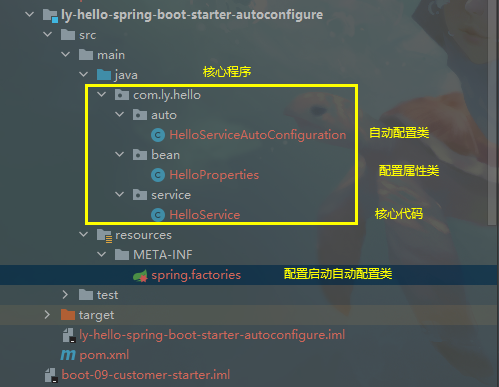 ly-hello-spring-boot-starter-autoconfigure
src
main
java 核心程序
com.ly.hello
auto
HelloServiceAutoConfiguration 自动配置类
bean
HelloProperties 配置属性类
service
HelloService 核心代码
resources
META-INF
spring.factories 配置启动自动配置类
test
target
ly-hello-spring-boot-starter-autoconfigure.iml
pom.xml
boot-09-customer-starter.iml